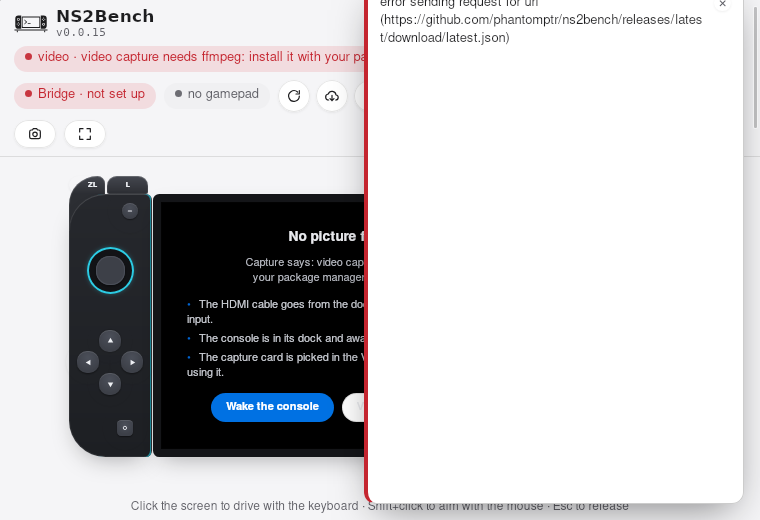 NS2Bench
v0.0.15
video · video capture needs ffmpeg: install it with your pa
Bridge · not set up
no gamepad
error sending request for url
(https://github.com/phantomptr/ns2bench/releases/lates
t/download/latest.json)
×
ZL
L
No picture f
Capture says: video cap
your package manager
• The HDMI cable goes from the do
input.
• The console is in its dock and awa
• The capture card is picked in the V
using it.
Wake the console
Click the screen to drive with the keyboard · Shift+click to aim with the mouse · Esc to release